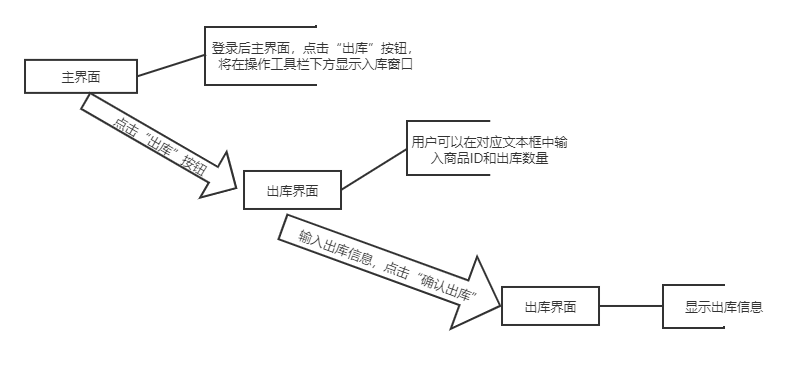 登录后主界面，点击“出库”按钮，
将在操作工具栏下方显示入库窗口
主界面
点击“出库”按钮
用户可以在对应文本框中输
入商品ID和出库数量
出库界面
输入出库信息，点击“确认出库”
出库界面
显示出库信息